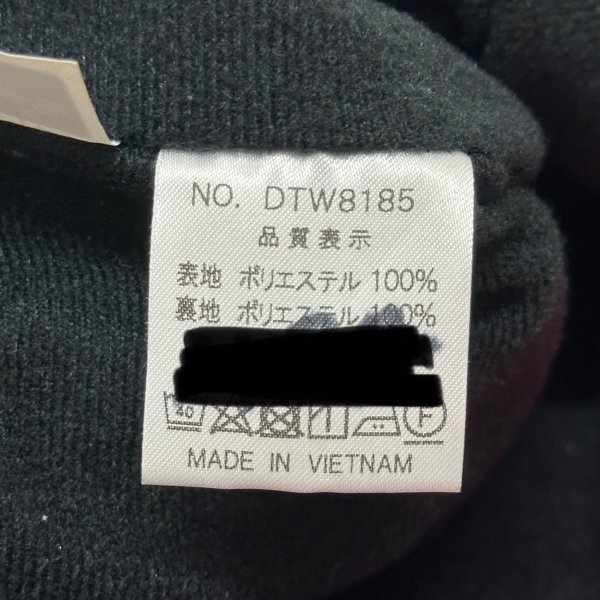 NO. DTW8185
品質表示
表地 ポリエステル 100%
裏地 ポリエステル 100%
40 F
MADE IN VIETNAM